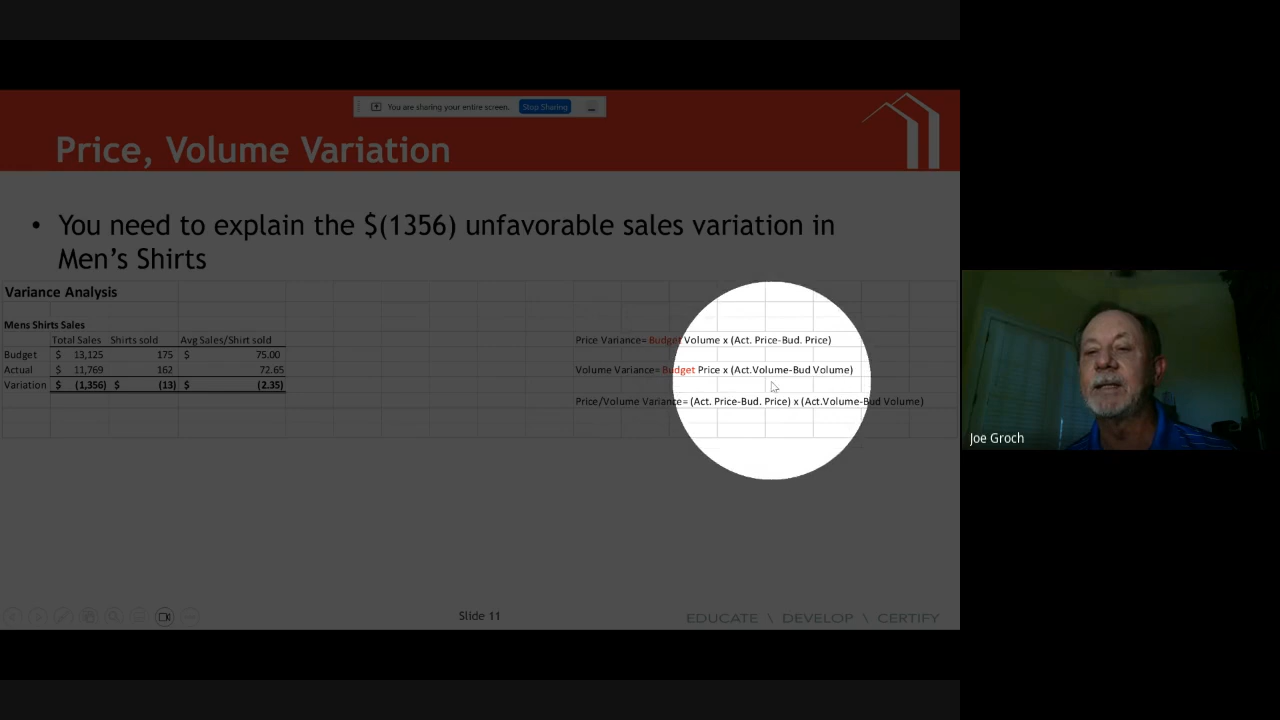 You are sharing your entire screen. Stop Sharing
Price, Volume Variation
• You need to explain the $(1356) unfavorable sales variation in
Men's Shirts
Variance Analysis
Mens Shirts Sales
Total Sales Shirts sold Avg Sales/Shirt sold
Budget $ 13,125 175 $ 75.00
Actual $ 11,769 162 72.65
Variation $ (1,356) $ (13) $ (2.35)
Price Variance= Budget Volume x (Act. Price-Bud. Price)
Volume Variance= Budget Price x (Act.Volume-Bud Volume)
Price/Volume Variance= (Act. Price-Bud. Price) x (Act.Volume-Bud Volume)
Joe Groch
Slide 11
EDUCATE \ DEVELOP \ CERTIFY